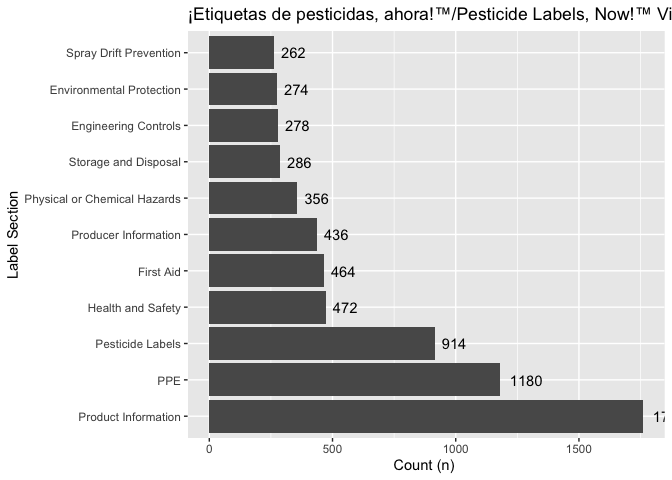 ¡Etiquetas de pesticidas, ahora!™/Pesticide Labels, Now!™
Spray Drift Prevention 262
Environmental Protection 274
Engineering Controls 278
Storage and Disposal 286
Physical or Chemical Hazards 356
Producer Information 436
First Aid 464
Health and Safety 472
Pesticide Labels 914
PPE 1180
Product Information
Label Section
0 500 1000 1500
Count (n)